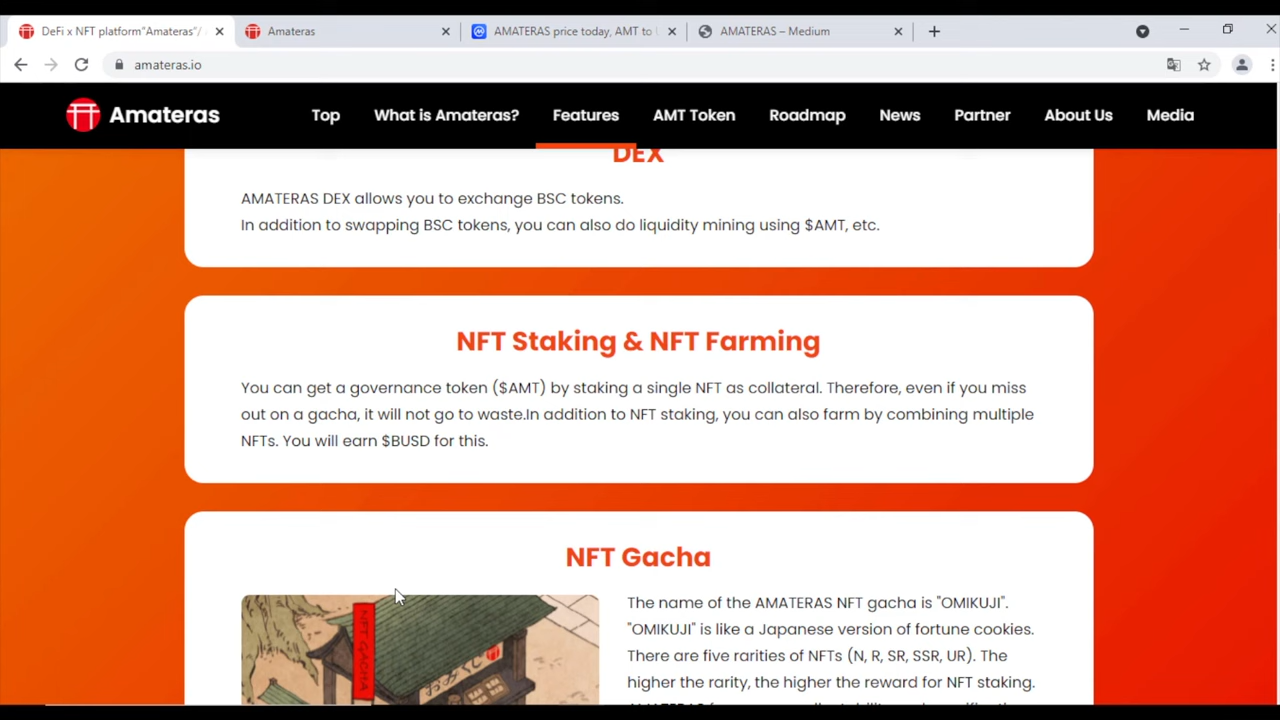 DeFi x NFT platform"Amateras"/
Amateras
AMATERAS price today, AMT to
AMATERAS – Medium
amateras.io
Amateras
Top
What is Amateras?
Features
AMT Token
Roadmap
News
Partner
About Us
Media
DEX
AMATERAS DEX allows you to exchange BSC tokens.
In addition to swapping BSC tokens, you can also do liquidity mining using $AMT, etc.
NFT Staking & NFT Farming
You can get a governance token ($AMT) by staking a single NFT as collateral. Therefore, even if you miss
out on a gacha, it will not go to waste.In addition to NFT staking, you can also farm by combining multiple
NFTs. You will earn $BUSD for this.
NFT Gacha
NFT GACHA
おみくじ
The name of the AMATERAS NFT gacha is "OMIKUJI".
"OMIKUJI" is like a Japanese version of fortune cookies.
There are five rarities of NFTs (N, R, SR, SSR, UR). The
higher the rarity, the higher the reward for NFT staking.